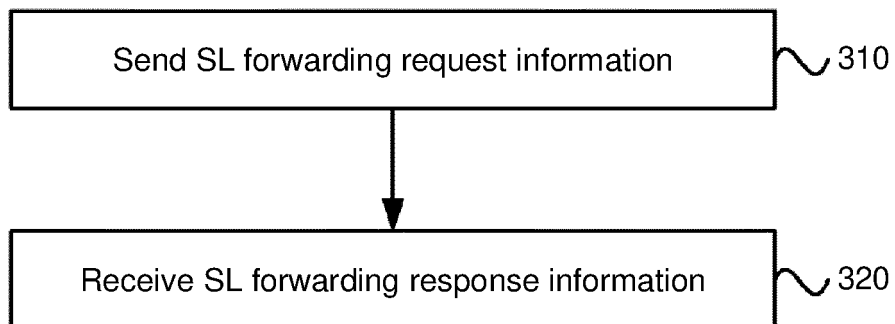 Send SL forwarding request information
310
Receive SL forwarding response information
320